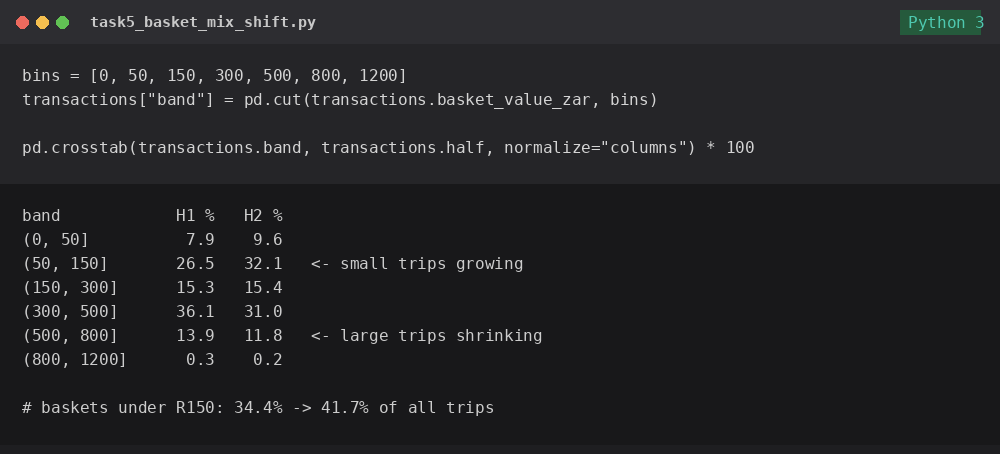 task5_basket_mix_shift.py
Python 3
bins = [0, 50, 150, 300, 500, 800, 1200]
transactions["band"] = pd.cut(transactions.basket_value_zar, bins)
pd.crosstab(transactions.band, transactions.half, normalize="columns") * 100
band            H1 %   H2 %
(0, 50]          7.9    9.6
(50, 150]       26.5   32.1   <- small trips growing
(150, 300]      15.3   15.4
(300, 500]      36.1   31.0
(500, 800]      13.9   11.8   <- large trips shrinking
(800, 1200]      0.3    0.2
# baskets under R150: 34.4% -> 41.7% of all trips